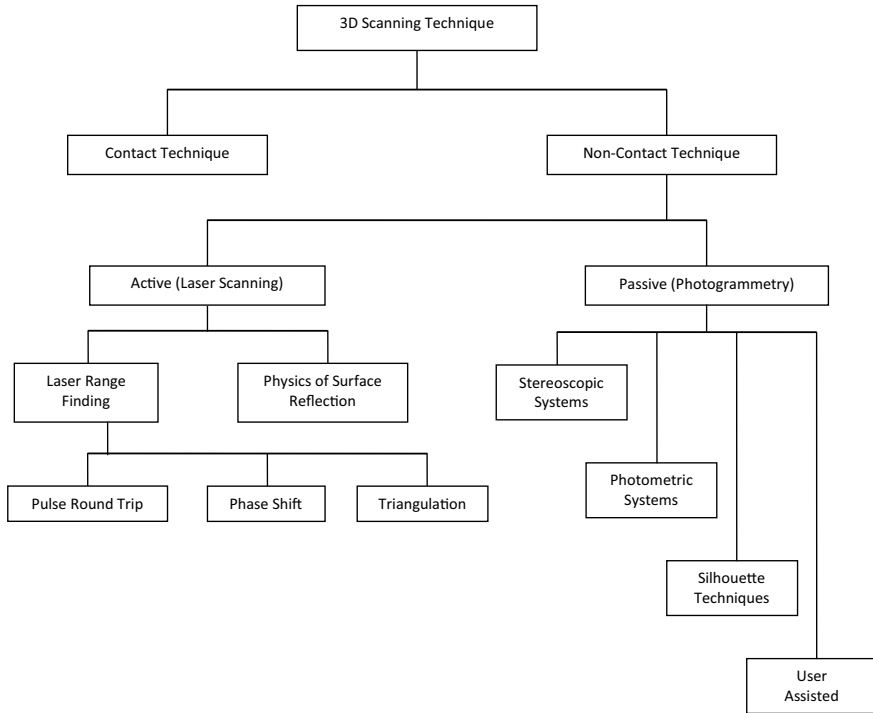 3D Scanning Technique
Contact Technique
Non-Contact Technique
Active (Laser Scanning)
Passive (Photogrammetry)
Laser Range
Finding
Physics of Surface
Reflection
Stereoscopic
Systems
Pulse Round Trip
Phase Shift
Triangulation
Photometric
Systems
Silhouette
Techniques
User
Assisted